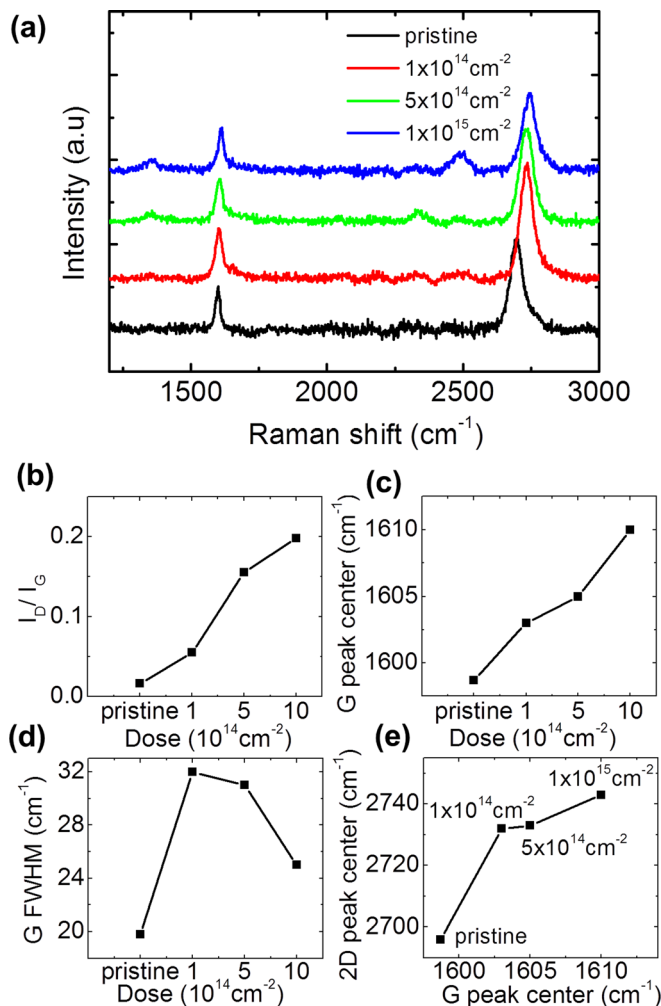 (a)
pristine
1x10¹⁴cm⁻²
5x10¹⁴cm⁻²
1x10¹⁵cm⁻²
Intensity (a.u)
1500 2000 2500 3000
Raman shift (cm⁻¹)
(b)
0.2
0.1
0.0
I_D/ I_G
pristine 1 5 10
Dose (10¹⁴cm⁻²)
(c)
1610
1605
1600
G peak center (cm⁻¹)
pristine 1 5 10
Dose (10¹⁴cm⁻²)
(d)
32
28
24
20
G FWHM (cm⁻¹)
pristine 1 5 10
Dose (10¹⁴cm⁻²)
(e)
2740
2720
2700
2D peak center (cm⁻¹)
1x10¹⁵cm⁻²
1x10¹⁴cm⁻²
5x10¹⁴cm⁻²
pristine
1600 1605 1610
G peak center (cm⁻¹)